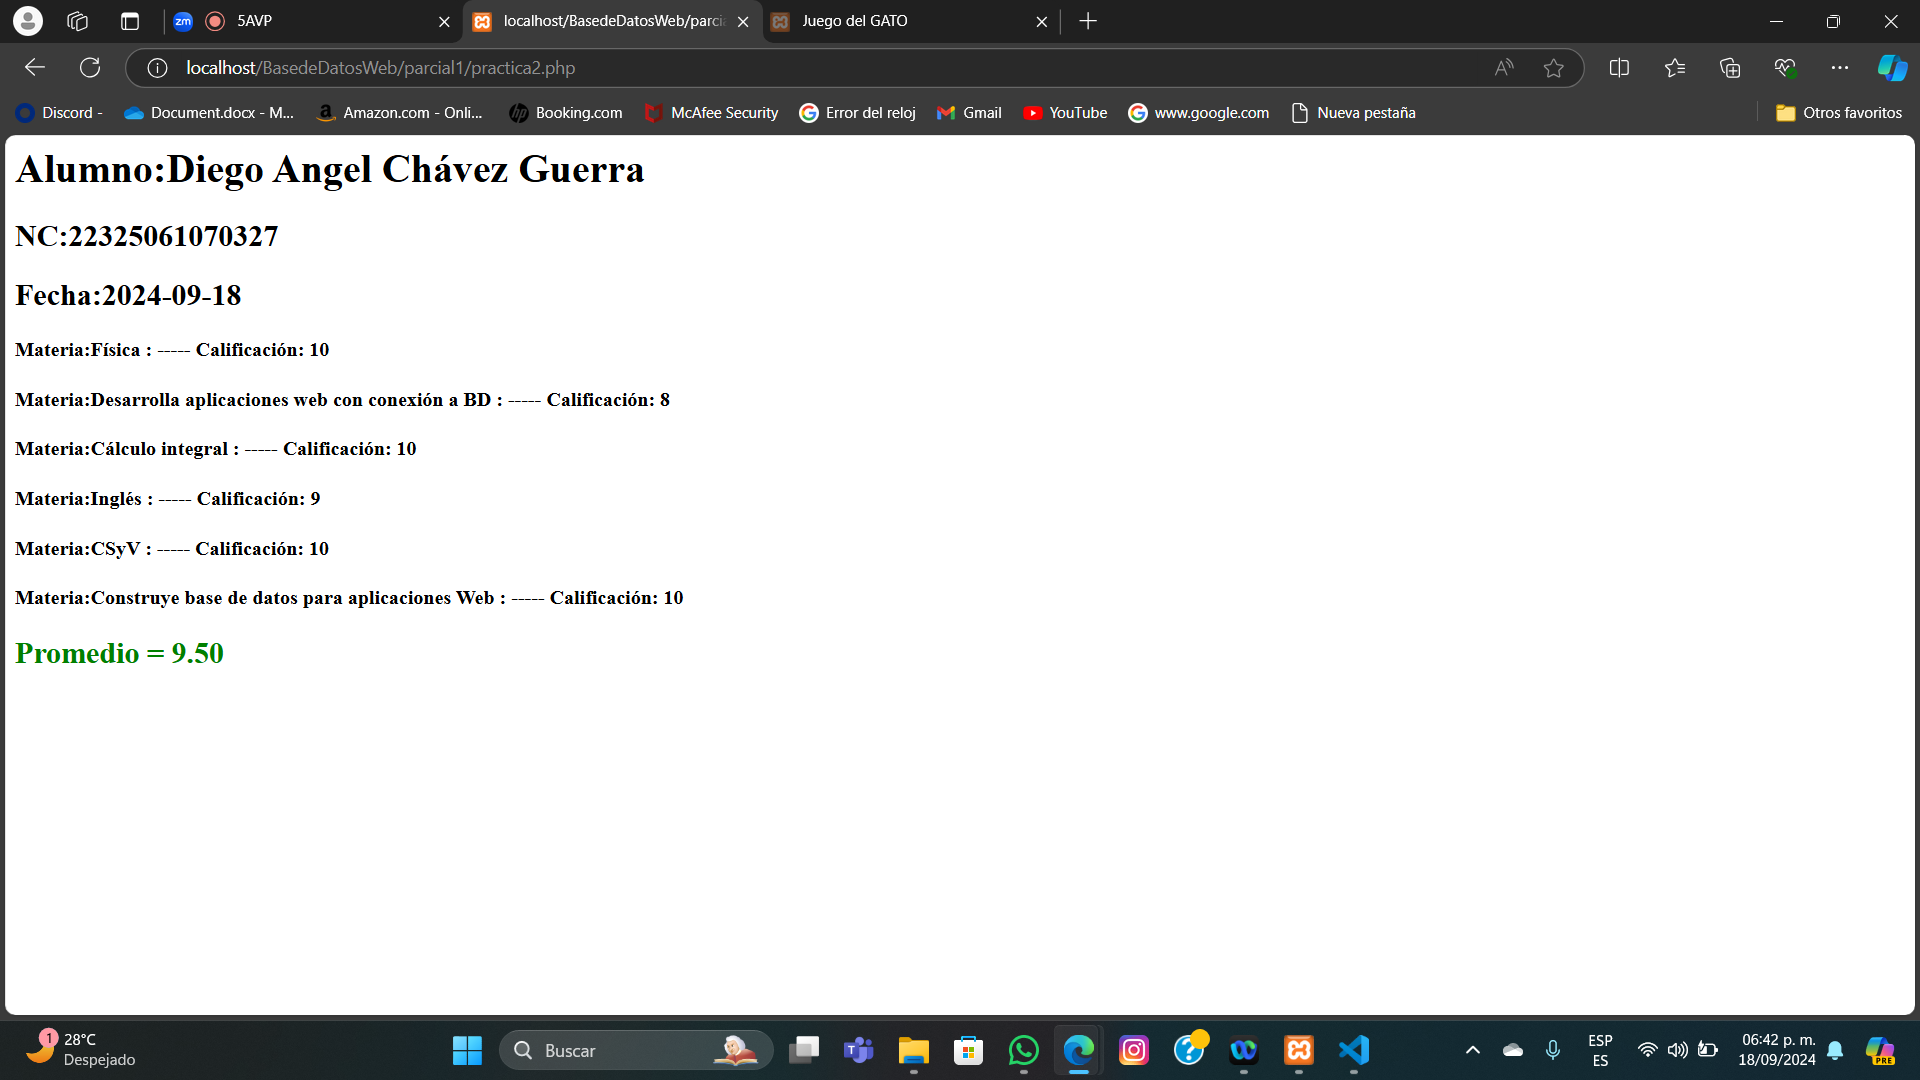 zm 5AVP
localhost/BasedeDatosWeb/parci
Juego del GATO
localhost/BasedeDatosWeb/parcial1/practica2.php
Discord -
Document.docx - M...
Amazon.com - Onli...
Booking.com
McAfee Security
Error del reloj
Gmail
YouTube
www.google.com
Nueva pestaña
Otros favoritos
Alumno:Diego Angel Chávez Guerra
NC:22325061070327
Fecha:2024-09-18
Materia:Física : ----- Calificación: 10
Materia:Desarrolla aplicaciones web con conexión a BD : ----- Calificación: 8
Materia:Cálculo integral : ----- Calificación: 10
Materia:Inglés : ----- Calificación: 9
Materia:CSyV : ----- Calificación: 10
Materia:Construye base de datos para aplicaciones Web : ----- Calificación: 10
Promedio = 9.50
1
28°C
Despejado
Buscar
ESP
ES
06:42 p. m.
18/09/2024
PRE